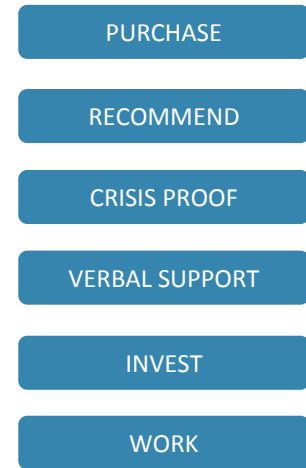 PURCHASE
RECOMMEND
CRISIS PROOF
VERBAL SUPPORT
INVEST
WORK